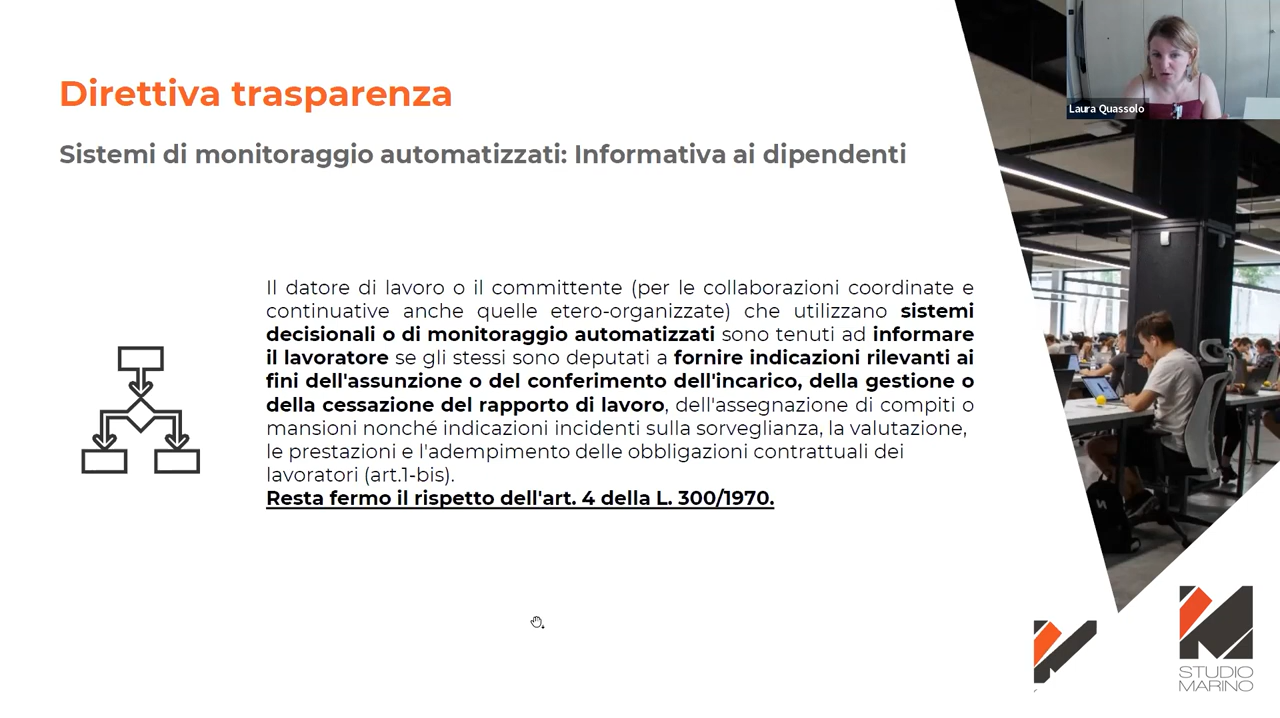 Laura Quassolo
Direttiva trasparenza
Sistemi di monitoraggio automatizzati: Informativa ai dipendenti
Il datore di lavoro o il committente (per le collaborazioni coordinate e
continuative anche quelle etero-organizzate) che utilizzano sistemi
decisionali o di monitoraggio automatizzati sono tenuti ad informare
il lavoratore se gli stessi sono deputati a fornire indicazioni rilevanti ai
fini dell'assunzione o del conferimento dell'incarico, della gestione o
della cessazione del rapporto di lavoro, dell'assegnazione di compiti o
mansioni nonché indicazioni incidenti sulla sorveglianza, la valutazione,
le prestazioni e l'adempimento delle obbligazioni contrattuali dei
lavoratori (art.1-bis).
Resta fermo il rispetto dell'art. 4 della L. 300/1970.
STUDIO
MARINO